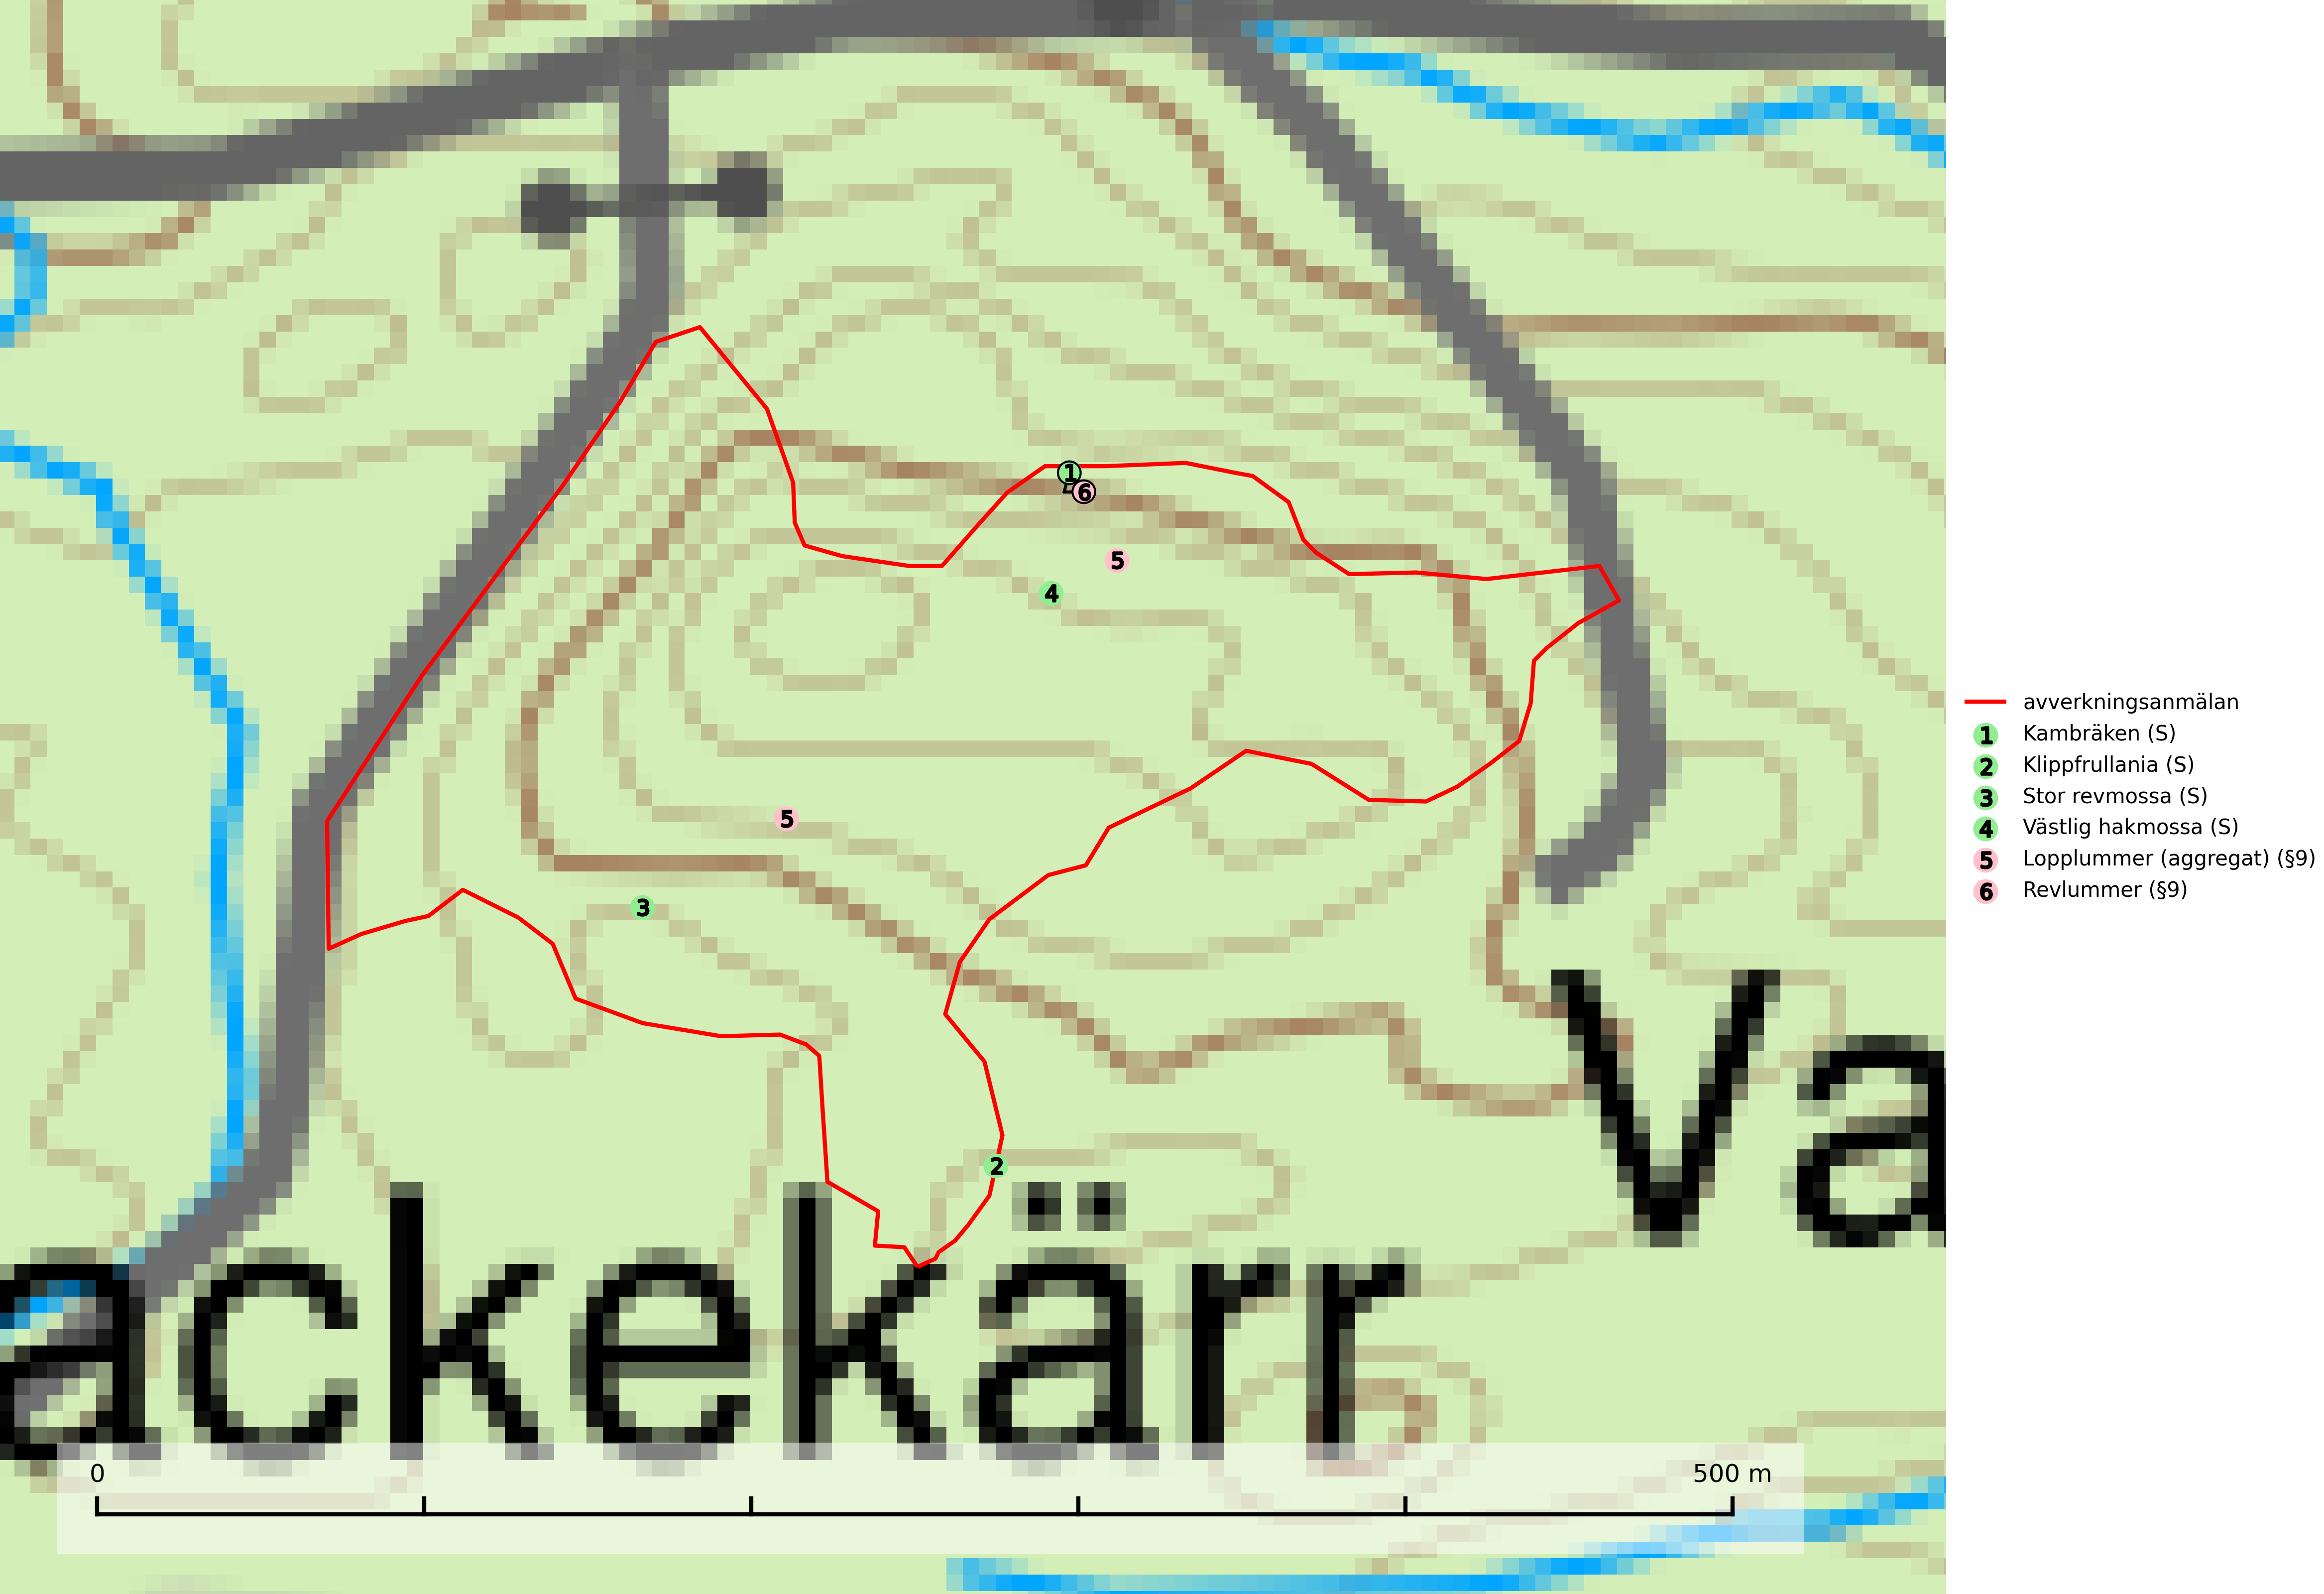 1
6
5
4
5
3
2
Va
ackekärr
0 500 m
avverkningsanmälan
1 Kambräken (S)
2 Klippfrullania (S)
3 Stor revmossa (S)
4 Västlig hakmossa (S)
5 Lopplummer (aggregat) (§9)
6 Revlummer (§9)